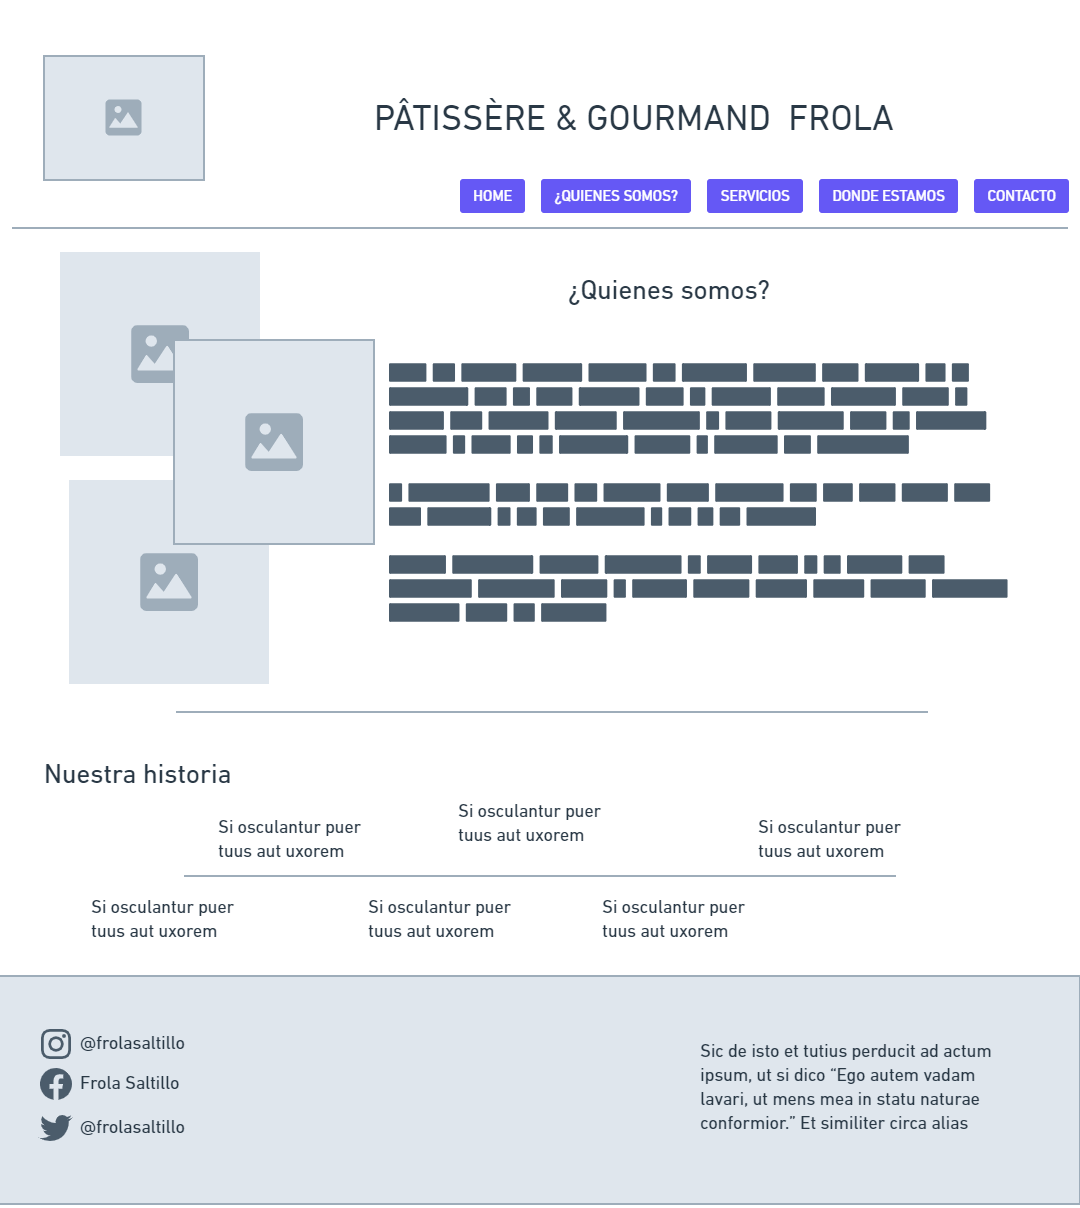 PÂTISSÈRE & GOURMAND FROLA
HOME ¿QUIENES SOMOS? SERVICIOS DONDE ESTAMOS CONTACTO
¿Quienes somos?
Nuestra historia
Si osculantur puer
tuus aut uxorem
Si osculantur puer
tuus aut uxorem
Si osculantur puer
tuus aut uxorem
Si osculantur puer
tuus aut uxorem
Si osculantur puer
tuus aut uxorem
Si osculantur puer
tuus aut uxorem
@frolasaltillo
Frola Saltillo
@frolasaltillo
Sic de isto et tutius perducit ad actum
ipsum, ut si dico “Ego autem vadam
lavari, ut mens mea in statu naturae
conformior.” Et similiter circa alias